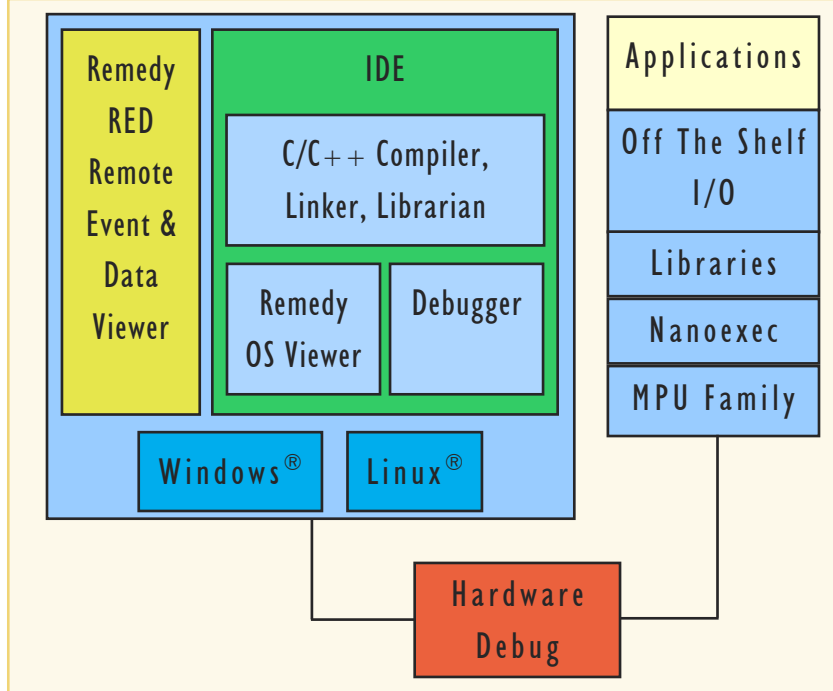 Remedy
RED
Remote
Event &
Data
Viewer
IDE
C/C++ Compiler,
Linker, Librarian
Remedy
OS Viewer
Debugger
Windows®
Linux®
Applications
Off The Shelf
I/O
Libraries
Nanoexec
MPU Family
Hardware
Debug